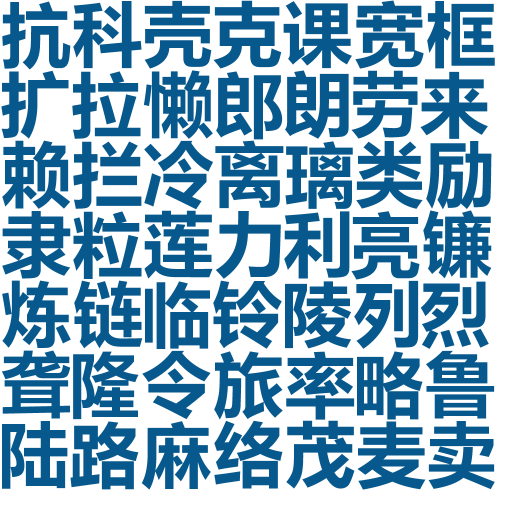 抗科壳克课宽框
扩拉懒郎朗劳来
赖拦冷离璃类励
隶粒莲力利亮镰
炼链临铃陵列烈
聋隆令旅率略鲁
陆路麻络茂麦卖